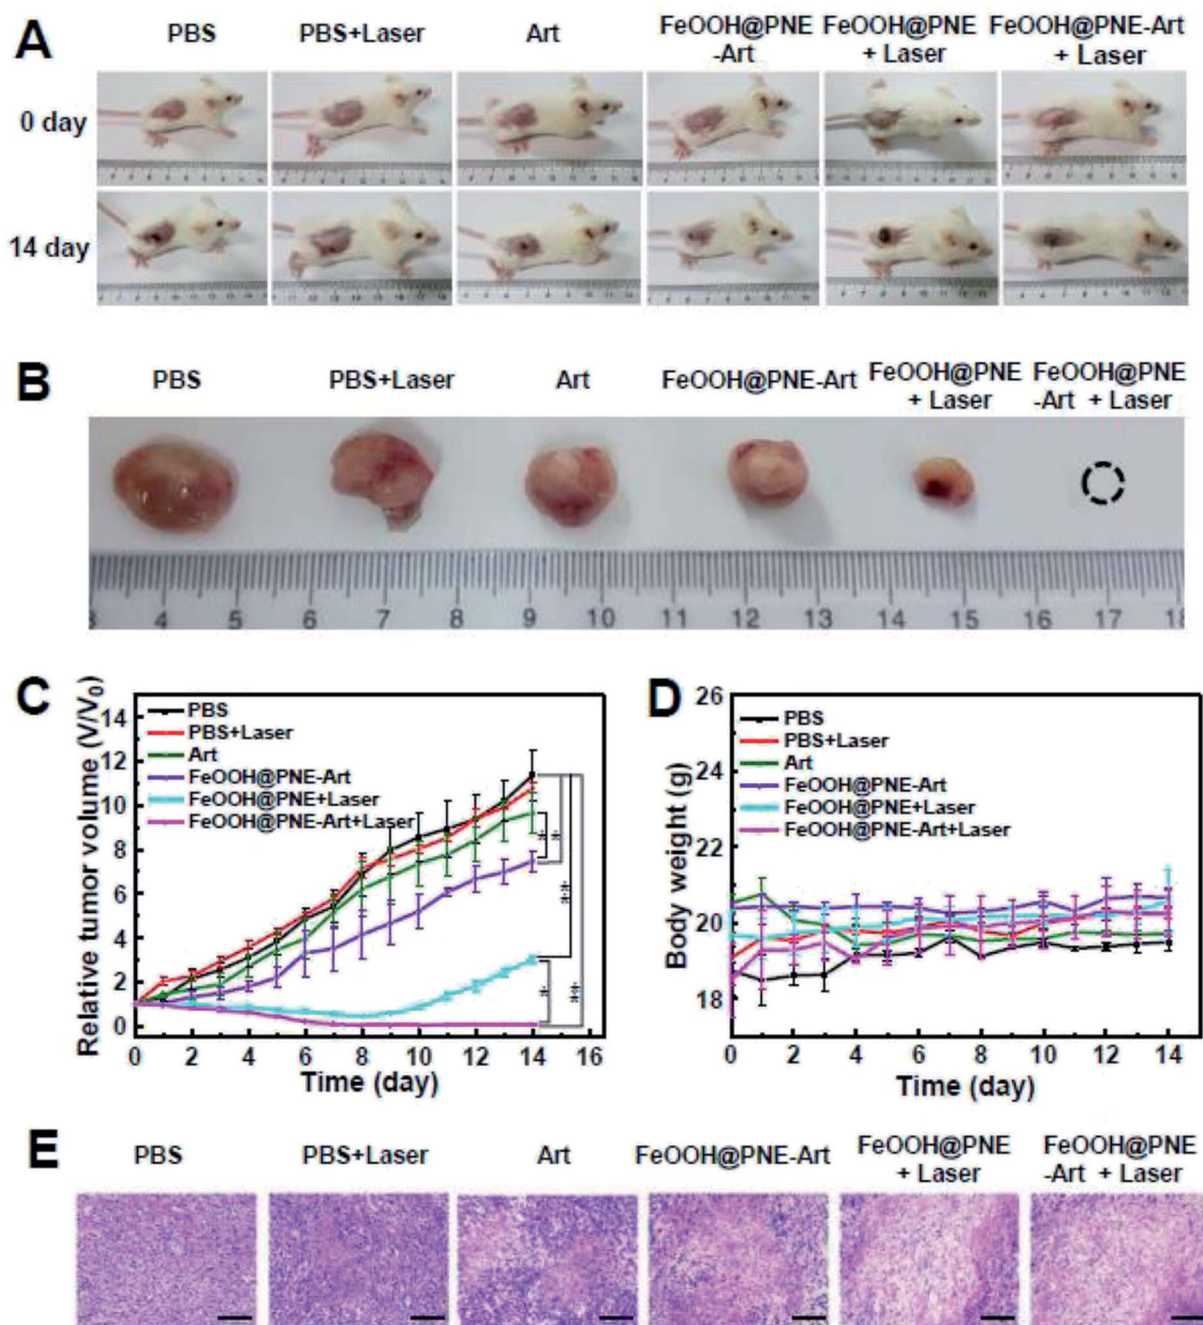 A
PBS
PBS+Laser
Art
FeOOH@PNE
-Art
FeOOH@PNE
+ Laser
FeOOH@PNE-Art
+ Laser
0 day
14 day
B
PBS
PBS+Laser
Art
FeOOH@PNE-Art
FeOOH@PNE
+ Laser
FeOOH@PNE
-Art + Laser
3 4 5 6 7 8 9 10 11 12 13 14 15 16 17 18
C
Relative tumor volume (V/V₀)
14
12
10
8
6
4
2
0
PBS
PBS+Laser
Art
FeOOH@PNE-Art
FeOOH@PNE+Laser
FeOOH@PNE-Art+Laser
*
*
**
*
**
0 2 4 6 8 10 12 14 16
Time (day)
D
Body weight (g)
26
24
22
20
18
PBS
PBS+Laser
Art
FeOOH@PNE-Art
FeOOH@PNE+Laser
FeOOH@PNE-Art+Laser
0 2 4 6 8 10 12 14
Time (day)
E
PBS
PBS+Laser
Art
FeOOH@PNE-Art
FeOOH@PNE
+ Laser
FeOOH@PNE
-Art + Laser